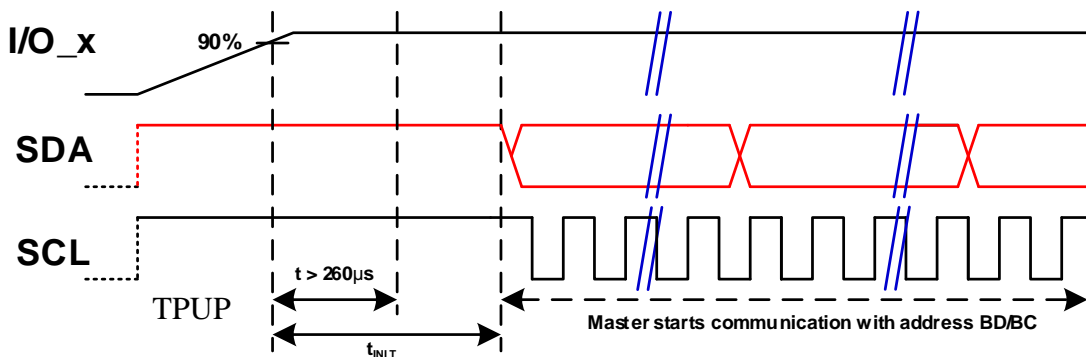 I/O_x
90%
SDA
SCL
t > 260µs
TPUP
Master starts communication with address BD/BC
tINIT